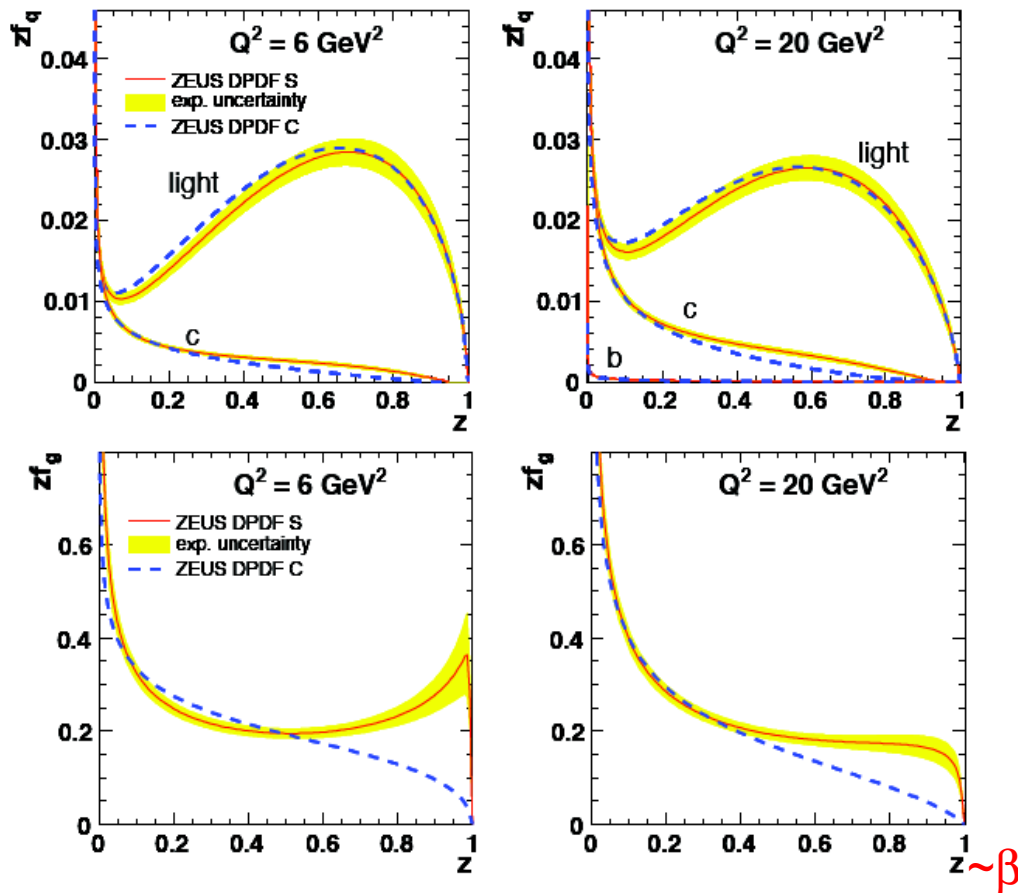 zf_q
Q² = 6 GeV²
ZEUS DPDF S
exp. uncertainty
ZEUS DPDF C
light
c
0.04
0.03
0.02
0.01
0
0 0.2 0.4 0.6 0.8 1
z
zf_q
Q² = 20 GeV²
light
c
b
0.04
0.03
0.02
0.01
0
0 0.2 0.4 0.6 0.8 1
z
zf_g
Q² = 6 GeV²
ZEUS DPDF S
exp. uncertainty
ZEUS DPDF C
0.6
0.4
0.2
0
0 0.2 0.4 0.6 0.8 1
z
zf_g
Q² = 20 GeV²
0.6
0.4
0.2
0
0 0.2 0.4 0.6 0.8 1
z ~β